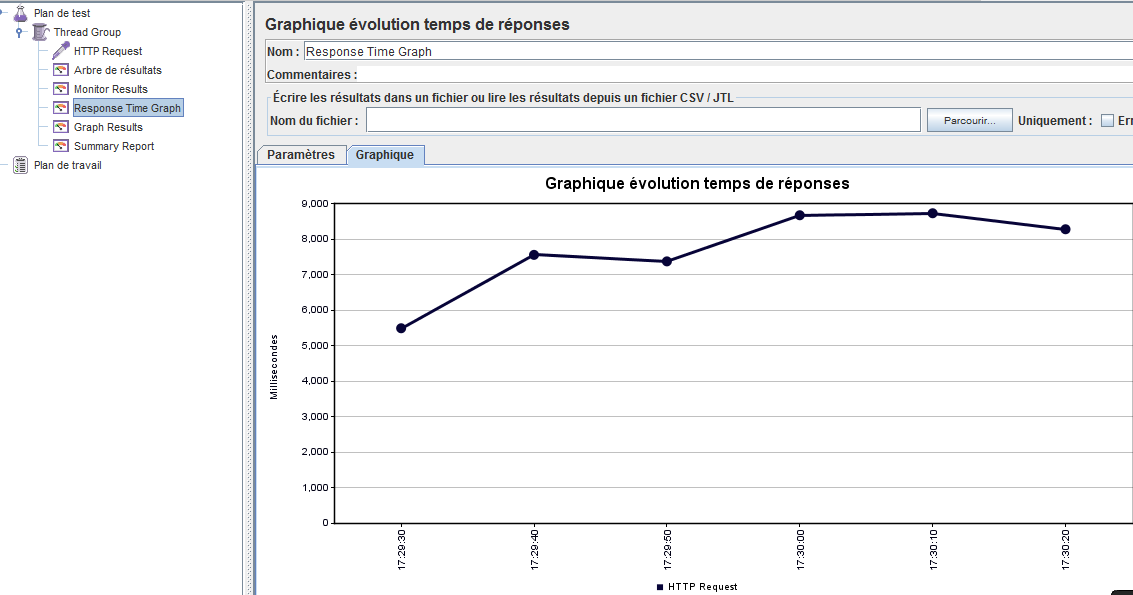 Plan de test
Thread Group
HTTP Request
Arbre de résultats
Monitor Results
Response Time Graph
Graph Results
Summary Report
Plan de travail
Graphique évolution temps de réponses
Nom : Response Time Graph
Commentaires :
Écrire les résultats dans un fichier ou lire les résultats depuis un fichier CSV / JTL
Nom du fichier : Parcourir... Uniquement : Err
Paramètres Graphique
Graphique évolution temps de réponses
9,000
8,000
7,000
6,000
5,000
4,000
3,000
2,000
1,000
0
Millisecondes
17:29:30 17:29:40 17:29:50 17:30:00 17:30:10 17:30:20
HTTP Request